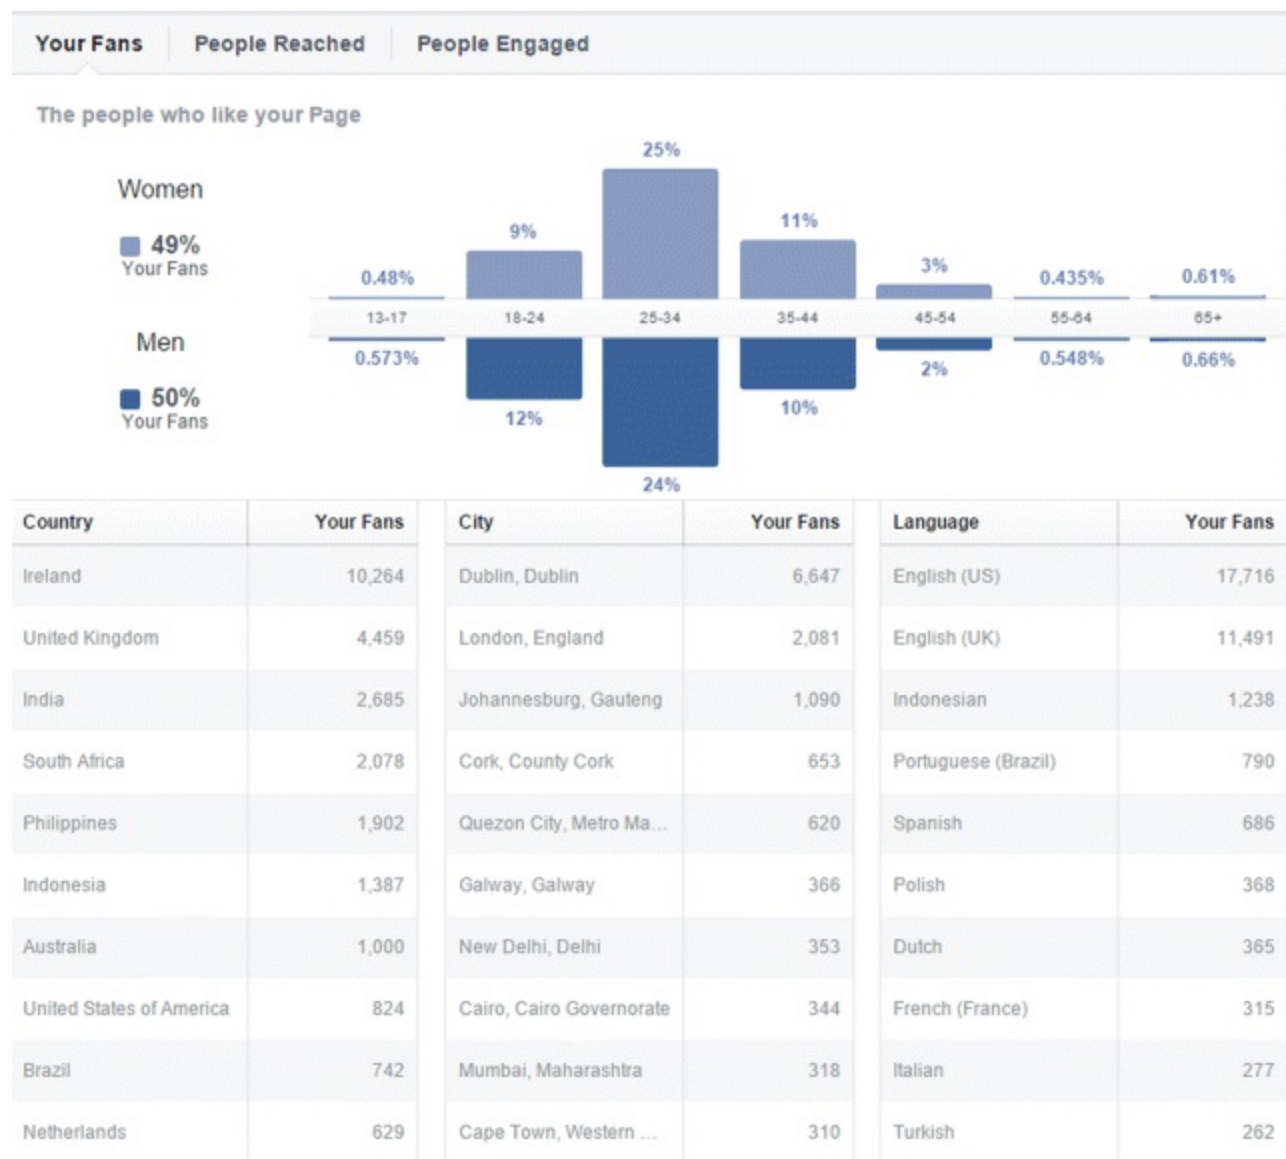 Your Fans People Reached People Engaged
The people who like your Page
Women
49%
Your Fans
Men
50%
Your Fans
0.48% 9% 25% 11% 3% 0.435% 0.61%
13-17 18-24 25-34 35-44 45-54 55-64 65+
0.573% 12% 24% 10% 2% 0.548% 0.66%
Country Your Fans City Your Fans Language Your Fans
Ireland 10,264 Dublin, Dublin 6,647 English (US) 17,716
United Kingdom 4,459 London, England 2,081 English (UK) 11,491
India 2,685 Johannesburg, Gauteng 1,090 Indonesian 1,238
South Africa 2,078 Cork, County Cork 653 Portuguese (Brazil) 790
Philippines 1,902 Quezon City, Metro Ma... 620 Spanish 686
Indonesia 1,387 Galway, Galway 366 Polish 368
Australia 1,000 New Delhi, Delhi 353 Dutch 365
United States of America 824 Cairo, Cairo Governorate 344 French (France) 315
Brazil 742 Mumbai, Maharashtra 318 Italian 277
Netherlands 629 Cape Town, Western ... 310 Turkish 262